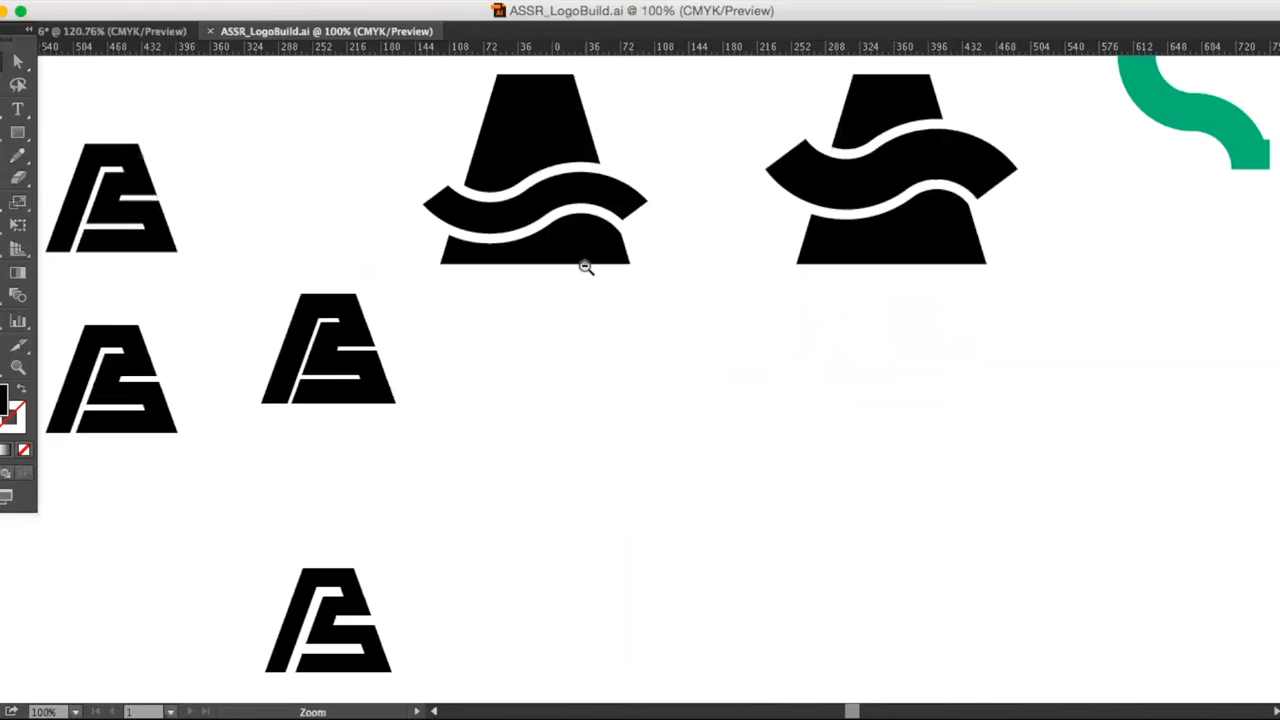 ASSR_LogoBuild.ai @ 100% (CMYK/Preview)
6* @ 120.76% (CMYK/Preview) × ASSR_LogoBuild.ai @ 100% (CMYK/Preview)
540 504 468 432 396 360 324 288 252 216 180 144 108 72 36 0 36 72 108 144 180 216 252 288 324 360 396 432 468 504 540 576 612 648 684 720
100% 1 Zoom